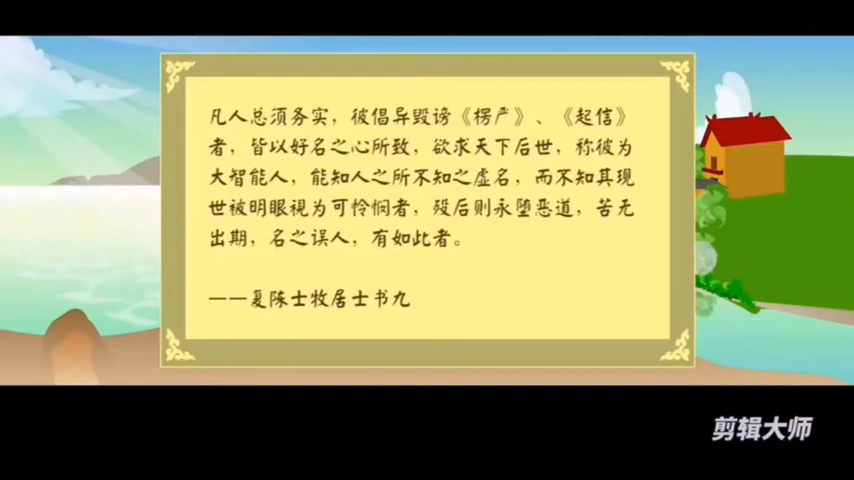 凡人总须务实，彼倡导毁谤《楞严》、《起信》
者，皆以好名之心所致，欲求天下后世，称彼为
大智能人，能知人之所不知之虚名，而不知其现
世被明眼视为可怜悯者，殁后则永堕恶道，苦无
出期，名之误人，有如此者。
——复陈士牧居士书九
剪辑大师